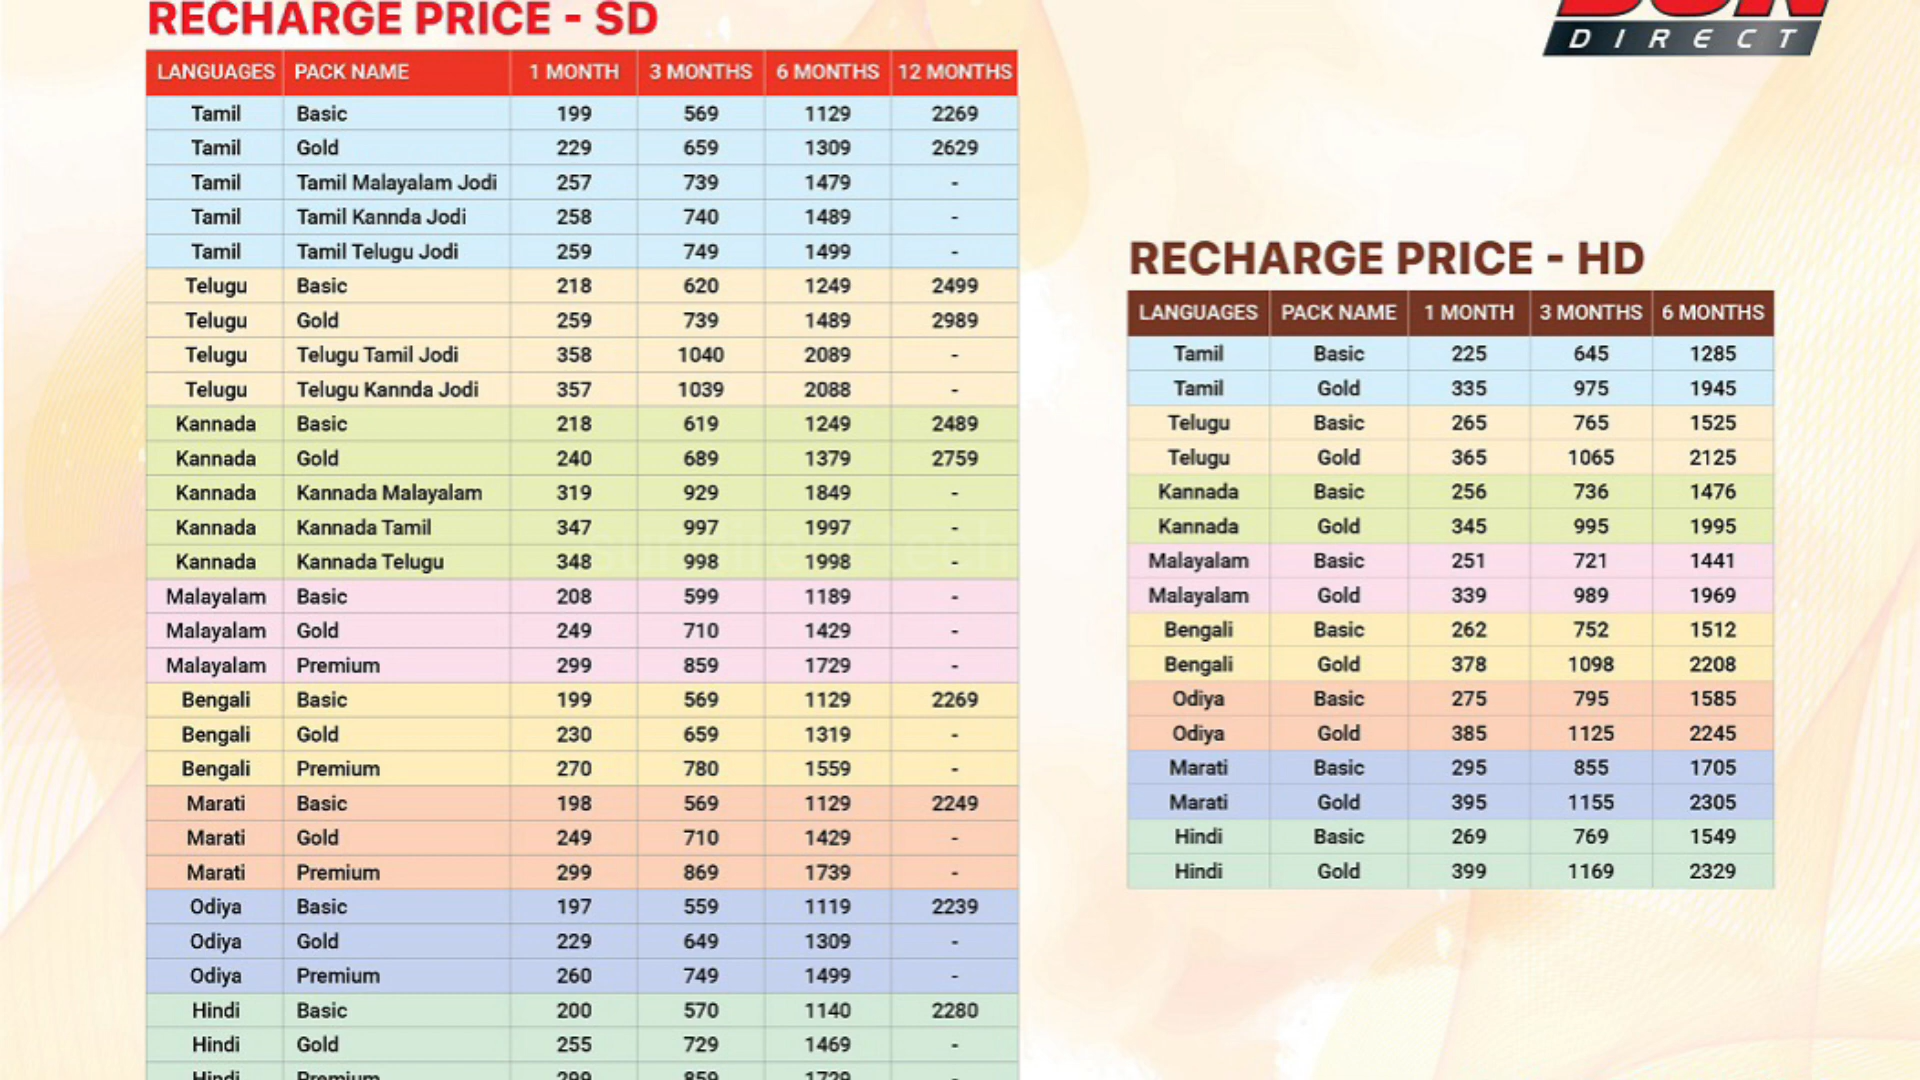 RECHARGE PRICE - SD
LANGUAGES PACK NAME 1 MONTH 3 MONTHS 6 MONTHS 12 MONTHS
Tamil Basic 199 569 1129 2269
Tamil Gold 229 659 1309 2629
Tamil Tamil Malayalam Jodi 257 739 1479 -
Tamil Tamil Kannda Jodi 258 740 1489 -
Tamil Tamil Telugu Jodi 259 749 1499 -
Telugu Basic 218 620 1249 2499
Telugu Gold 259 739 1489 2989
Telugu Telugu Tamil Jodi 358 1040 2089 -
Telugu Telugu Kannda Jodi 357 1039 2088 -
Kannada Basic 218 619 1249 2489
Kannada Gold 240 689 1379 2759
Kannada Kannada Malayalam 319 929 1849 -
Kannada Kannada Tamil 347 997 1997 -
Kannada Kannada Telugu 348 998 1998 -
Malayalam Basic 208 599 1189 -
Malayalam Gold 249 710 1429 -
Malayalam Premium 299 859 1729 -
Bengali Basic 199 569 1129 2269
Bengali Gold 230 659 1319 -
Bengali Premium 270 780 1559 -
Marati Basic 198 569 1129 2249
Marati Gold 249 710 1429 -
Marati Premium 299 869 1739 -
Odiya Basic 197 559 1119 2239
Odiya Gold 229 649 1309 -
Odiya Premium 260 749 1499 -
Hindi Basic 200 570 1140 2280
Hindi Gold 255 729 1469 -
Hindi Premium 299 859 1729 -
SUN
DIRECT
RECHARGE PRICE - HD
LANGUAGES PACK NAME 1 MONTH 3 MONTHS 6 MONTHS
Tamil Basic 225 645 1285
Tamil Gold 335 975 1945
Telugu Basic 265 765 1525
Telugu Gold 365 1065 2125
Kannada Basic 256 736 1476
Kannada Gold 345 995 1995
Malayalam Basic 251 721 1441
Malayalam Gold 339 989 1969
Bengali Basic 262 752 1512
Bengali Gold 378 1098 2208
Odiya Basic 275 795 1585
Odiya Gold 385 1125 2245
Marati Basic 295 855 1705
Marati Gold 395 1155 2305
Hindi Basic 269 769 1549
Hindi Gold 399 1169 2329